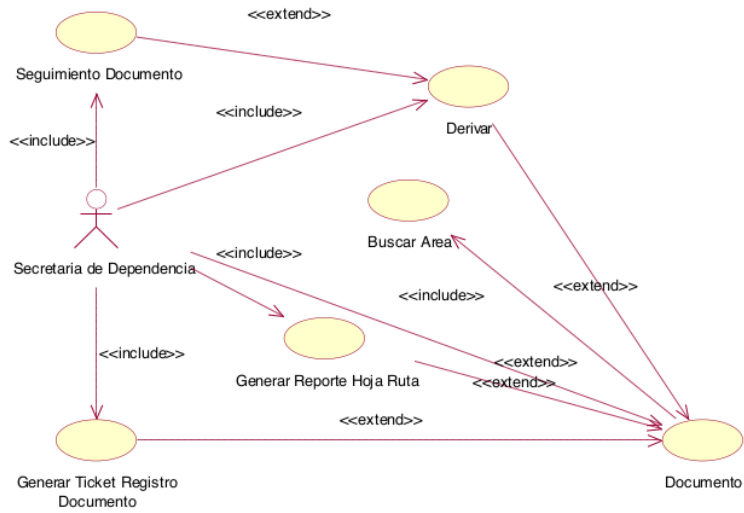 <<extend>>
Seguimiento Documento
<<include>>
<<include>>
Derivar
Secretaria de Dependencia
<<include>>
Buscar Area
<<include>>
<<extend>>
<<include>>
Generar Reporte Hoja Ruta
<<extend>>
<<extend>>
<<extend>>
Generar Ticket Registro
Documento
Documento